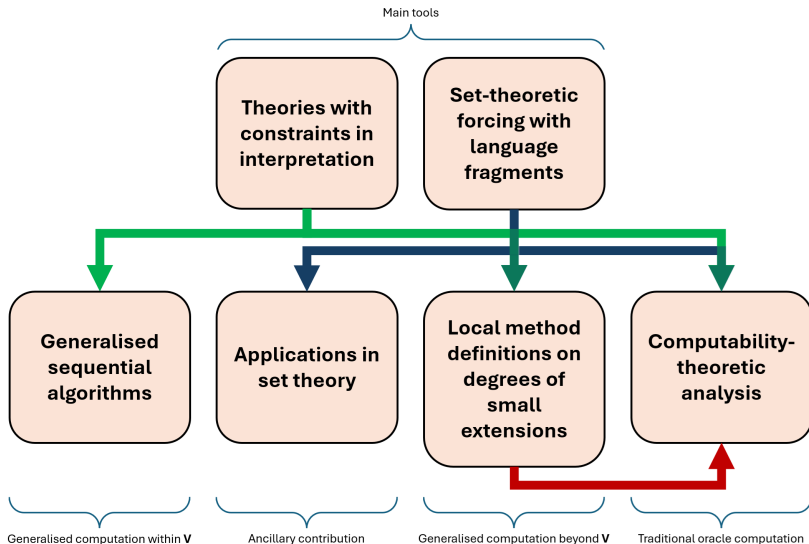 Main tools
Theories with
constraints in
interpretation
Set-theoretic
forcing with
language
fragments
Generalised
sequential
algorithms
Applications in
set theory
Local method
definitions on
degrees of
small
extensions
Computability-
theoretic
analysis
Generalised computation within V
Ancillary contribution
Generalised computation beyond V
Traditional oracle computation